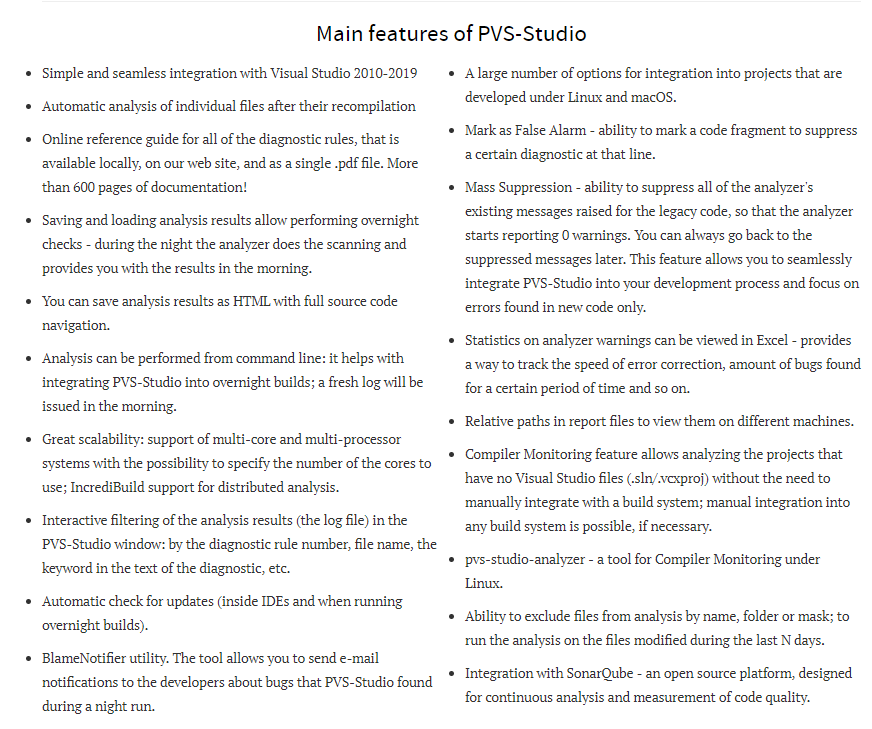 Main features of PVS-Studio
• Simple and seamless integration with Visual Studio 2010-2019
• Automatic analysis of individual files after their recompilation
• Online reference guide for all of the diagnostic rules, that is
available locally, on our web site, and as a single .pdf file. More
than 600 pages of documentation!
• Saving and loading analysis results allow performing overnight
checks - during the night the analyzer does the scanning and
provides you with the results in the morning.
• You can save analysis results as HTML with full source code
navigation.
• Analysis can be performed from command line: it helps with
integrating PVS-Studio into overnight builds; a fresh log will be
issued in the morning.
• Great scalability: support of multi-core and multi-processor
systems with the possibility to specify the number of the cores to
use; IncrediBuild support for distributed analysis.
• Interactive filtering of the analysis results (the log file) in the
PVS-Studio window: by the diagnostic rule number, file name, the
keyword in the text of the diagnostic, etc.
• Automatic check for updates (inside IDEs and when running
overnight builds).
• BlameNotifier utility. The tool allows you to send e-mail
notifications to the developers about bugs that PVS-Studio found
during a night run.
• A large number of options for integration into projects that are
developed under Linux and macOS.
• Mark as False Alarm - ability to mark a code fragment to suppress
a certain diagnostic at that line.
• Mass Suppression - ability to suppress all of the analyzer's
existing messages raised for the legacy code, so that the analyzer
starts reporting 0 warnings. You can always go back to the
suppressed messages later. This feature allows you to seamlessly
integrate PVS-Studio into your development process and focus on
errors found in new code only.
• Statistics on analyzer warnings can be viewed in Excel - provides
a way to track the speed of error correction, amount of bugs found
for a certain period of time and so on.
• Relative paths in report files to view them on different machines.
• Compiler Monitoring feature allows analyzing the projects that
have no Visual Studio files (.sln/.vcxproj) without the need to
manually integrate with a build system; manual integration into
any build system is possible, if necessary.
• pvs-studio-analyzer - a tool for Compiler Monitoring under
Linux.
• Ability to exclude files from analysis by name, folder or mask; to
run the analysis on the files modified during the last N days.
• Integration with SonarQube - an open source platform, designed
for continuous analysis and measurement of code quality.